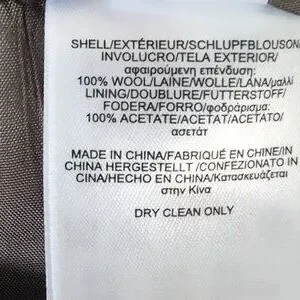 SHELL/EXTÉRIEUR/SCHLUPFBLOUSON
INVOLUCRO/TELA EXTERIOR/
αφαιρούμενη επένδυση:
100% WOOL/LAINE/WOLLE/LANA/μαλλί
LINING/DOUBLURE/FUTTERSTOFF/
FODERA/FORRO/φοδράρισμα:
100% ACETATE/ACETAT/ACETATO/
ασετάτ
MADE IN CHINA/FABRIQUÉ EN CHINE/IN
CHINA HERGESTELLT /CONFEZIONATO IN
CINA/HECHO EN CHINA/Κατασκευάζεται
στην Κίνα
DRY CLEAN ONLY